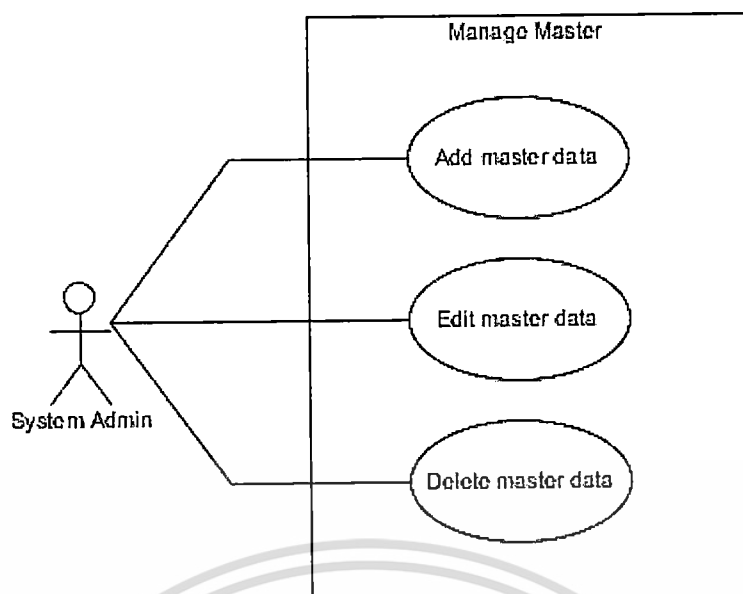 Manage Master
Add master data
Edit master data
System Admin
Delete master data